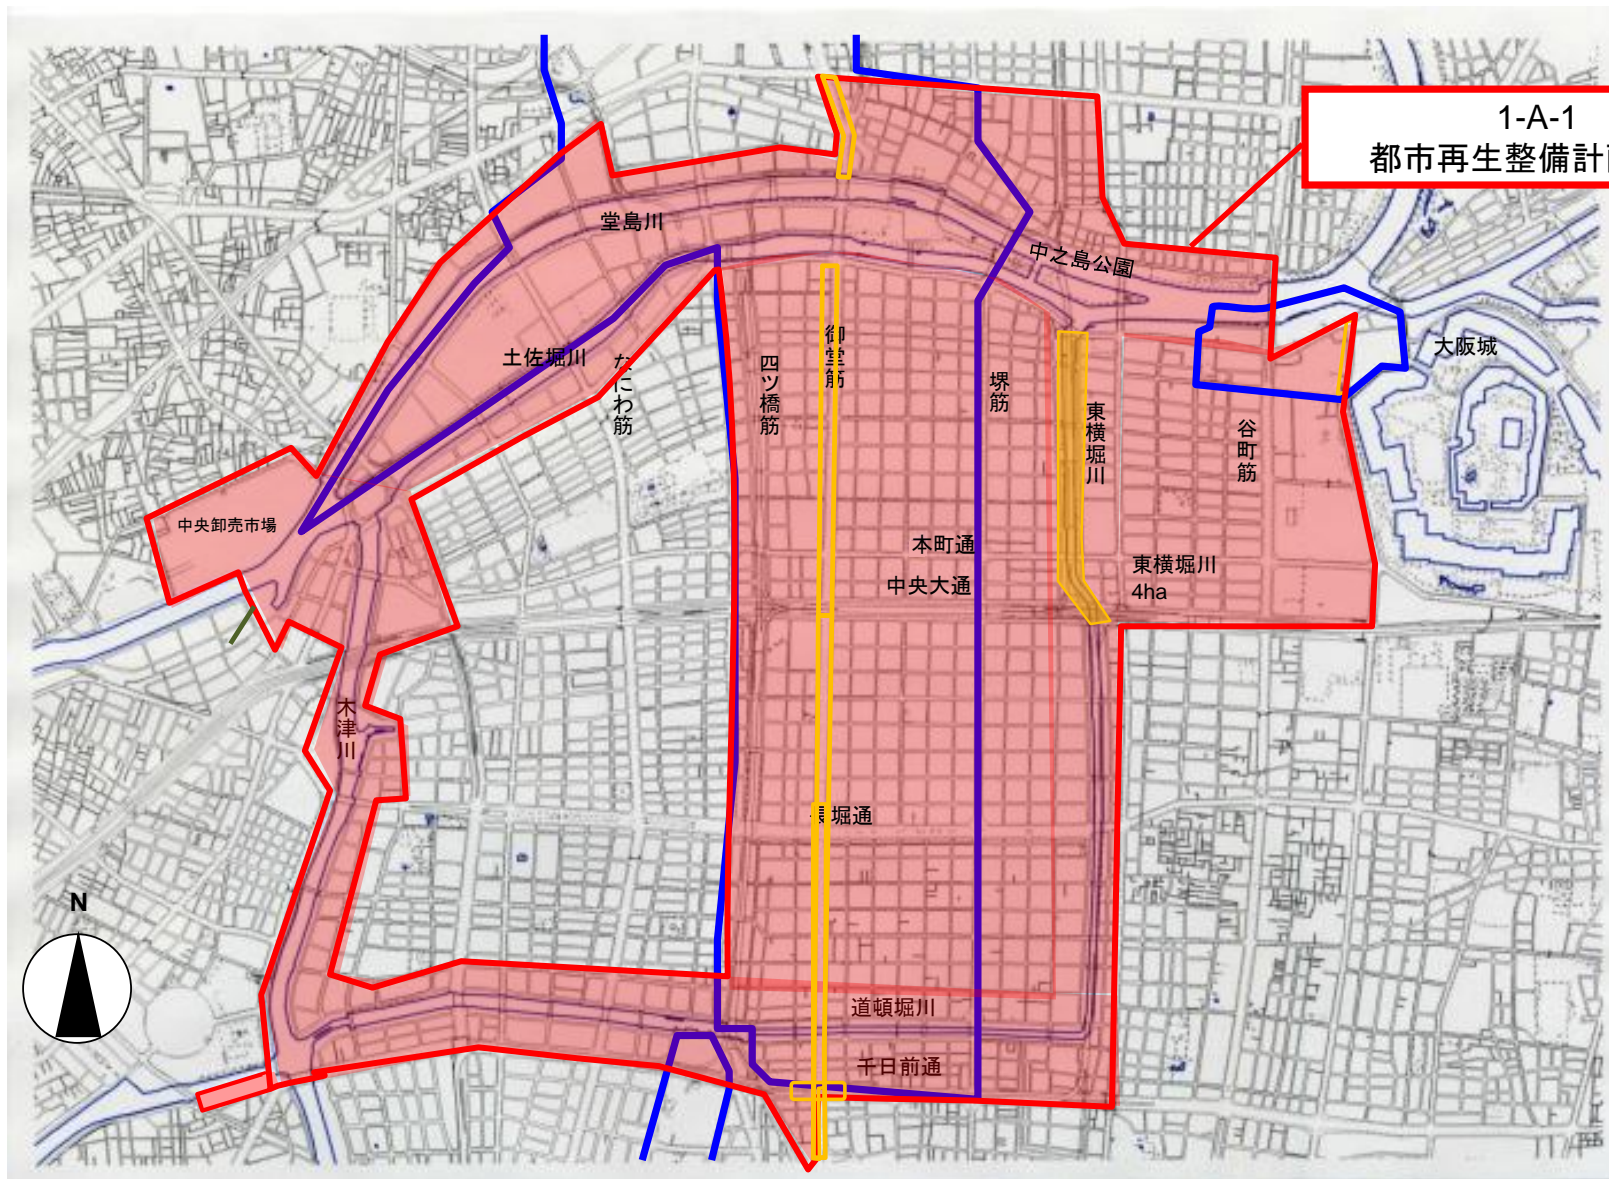 1-A-1
都市再生整備計
堂島川
中之島公園
土佐堀川
なにわ筋
四ツ橋筋
御堂筋
堺筋
東横堀川
谷町筋
大阪城
中央卸売市場
本町通
中央大通
東横堀川
4ha
木津川
長堀通
N
道頓堀川
千日前通